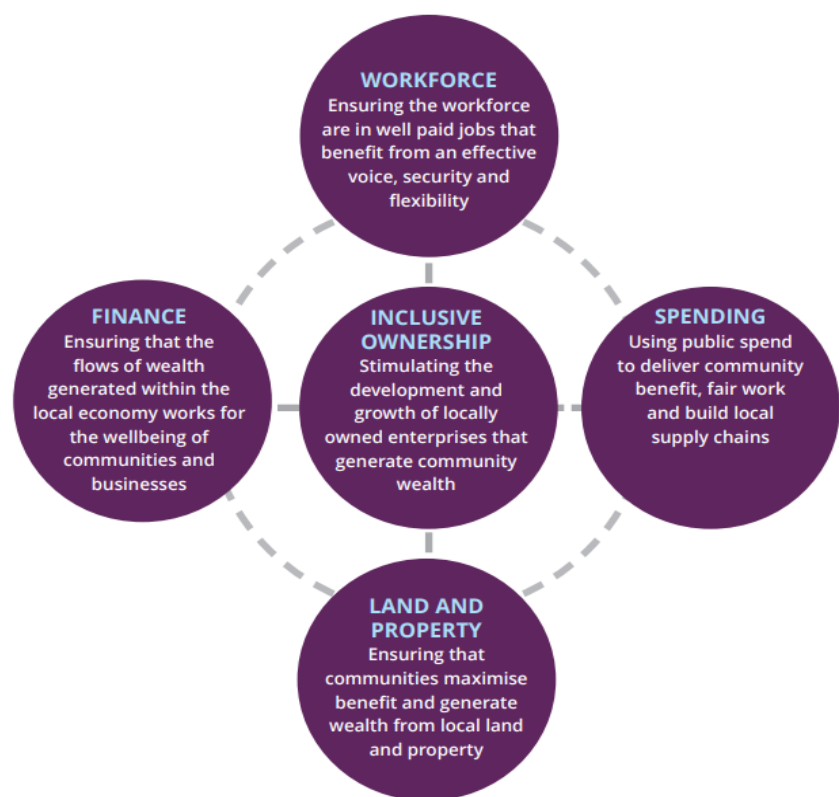 WORKFORCE
Ensuring the workforce
are in well paid jobs that
benefit from an effective
voice, security and
flexibility
FINANCE
Ensuring that the
flows of wealth
generated within the
local economy works for
the wellbeing of
communities and
businesses
INCLUSIVE
OWNERSHIP
Stimulating the
development and
growth of locally
owned enterprises that
generate community
wealth
SPENDING
Using public spend
to deliver community
benefit, fair work
and build local
supply chains
LAND AND
PROPERTY
Ensuring that
communities maximise
benefit and generate
wealth from local land
and property